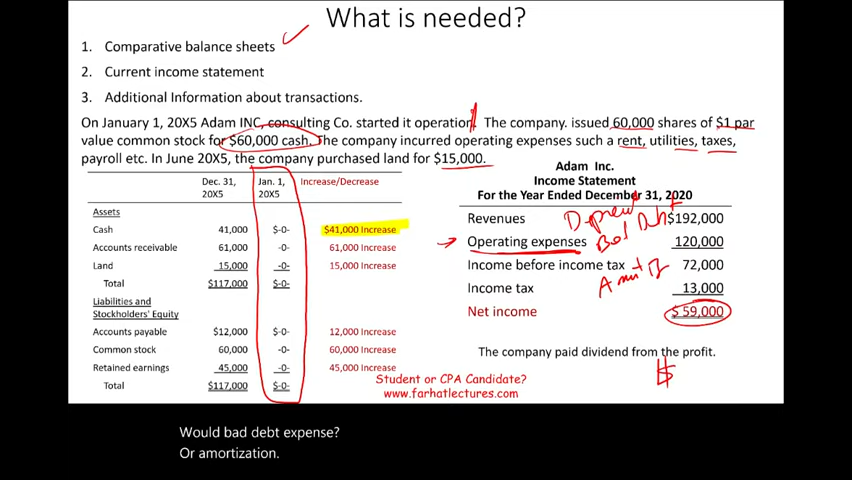 What is needed?
1. Comparative balance sheets
2. Current income statement
3. Additional Information about transactions.
On January 1, 20X5 Adam INC, consulting Co. started it operation. The company. issued 60,000 shares of $1 par
value common stock for $60,000 cash. The company incurred operating expenses such a rent, utilities, taxes,
payroll etc. In June 20X5, the company purchased land for $15,000.
Dec. 31, 20X5 Jan. 1, 20X5 Increase/Decrease
Assets
Cash 41,000 $-0- $41,000 Increase
Accounts receivable 61,000 -0- 61,000 Increase
Land 15,000 -0- 15,000 Increase
Total $117,000 $-0-
Liabilities and
Stockholders' Equity
Accounts payable $12,000 $-0- 12,000 Increase
Common stock 60,000 -0- 60,000 Increase
Retained earnings 45,000 -0- 45,000 Increase
Total $117,000 $-0-
Adam Inc.
Income Statement
For the Year Ended December 31, 2020
Revenues $192,000
Operating expenses 120,000
Income before income tax 72,000
Income tax 13,000
Net income $ 59,000
Bad Debt
The company paid dividend from the profit.
$
Student or CPA Candidate?
www.farhatlectures.com
Would bad debt expense?
Or amortization.